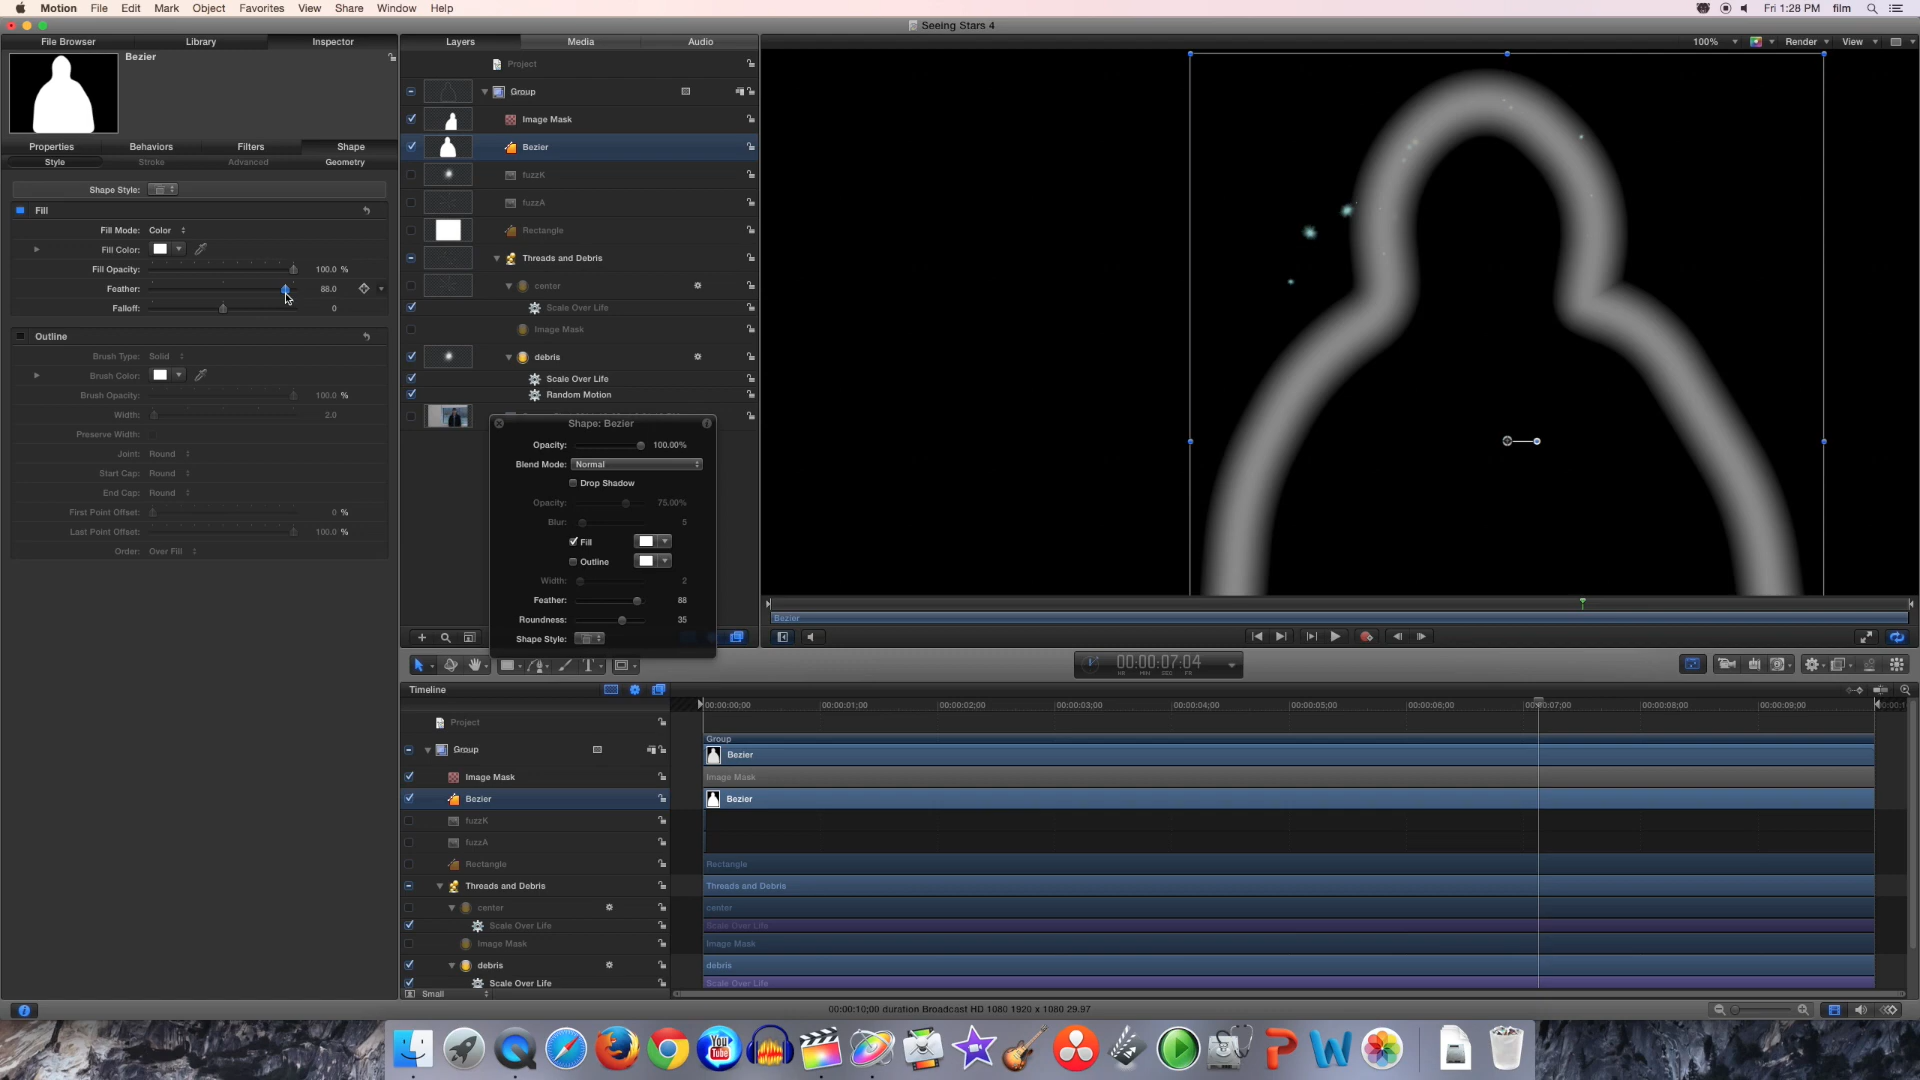 Motion File Edit Mark Object Favorites View Share Window Help
Fri 1:28 PM film
Seeing Stars 4
File Browser Library Inspector
Layers Media Audio
100% Render View
Bezier
Properties Behaviors Filters Shape
Style Stroke Advanced Geometry
Shape Style:
Fill
Fill Mode: Color
Fill Color:
Fill Opacity: 100.0 %
Feather: 88.0
Falloff: 0
Outline
Brush Type: Solid
Brush Color:
Brush Opacity: 100.0 %
Width: 2.0
Preserve Width:
Joint: Round
Start Cap: Round
End Cap: Round
First Point Offset: 0 %
Last Point Offset: 100.0 %
Order: Over Fill
Project
Group
Image Mask
Bezier
fuzzK
fuzzA
Rectangle
Threads and Debris
center
Scale Over Life
Image Mask
debris
Scale Over Life
Random Motion
Shape: Bezier
Opacity: 100.00%
Blend Mode: Normal
Drop Shadow
Opacity: 75.00%
Blur: 5
Fill
Outline
Width: 2
Feather: 88
Roundness: 35
Shape Style:
Bezier
00:00:07:04
HR MIN SEC FR
Timeline
00:00:00;00 00:00:01;00 00:00:02;00 00:00:03;00 00:00:04;00 00:00:05;00 00:00:06;00 00:00:07;00 00:00:08;00 00:00:09;00
Project
Group
Group
Bezier
Image Mask
Image Mask
Bezier
Bezier
fuzzK
fuzzA
Rectangle
Rectangle
Threads and Debris
Threads and Debris
center
center
Scale Over Life
Scale Over Life
Image Mask
Image Mask
debris
debris
Scale Over Life
Scale Over Life
Small
00:00:10;00 duration Broadcast HD 1080 1920 x 1080 29.97
You
Tube